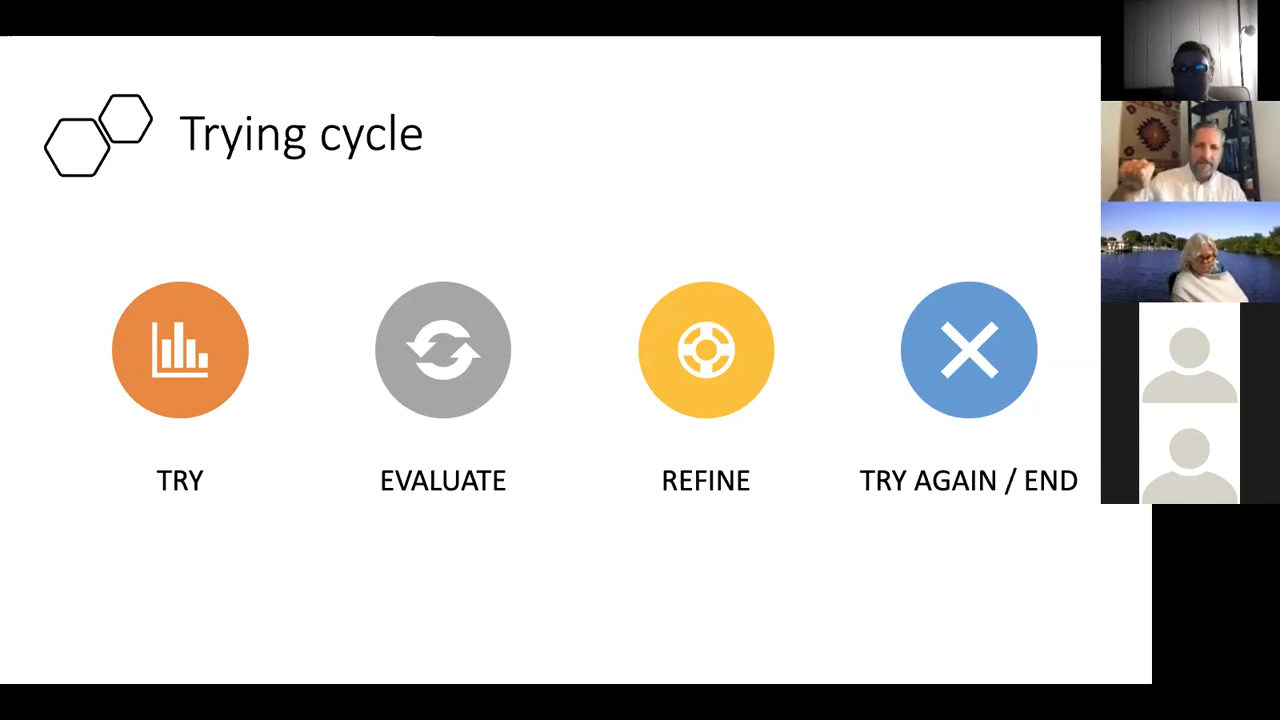 Trying cycle
TRY
EVALUATE
REFINE
TRY AGAIN / END